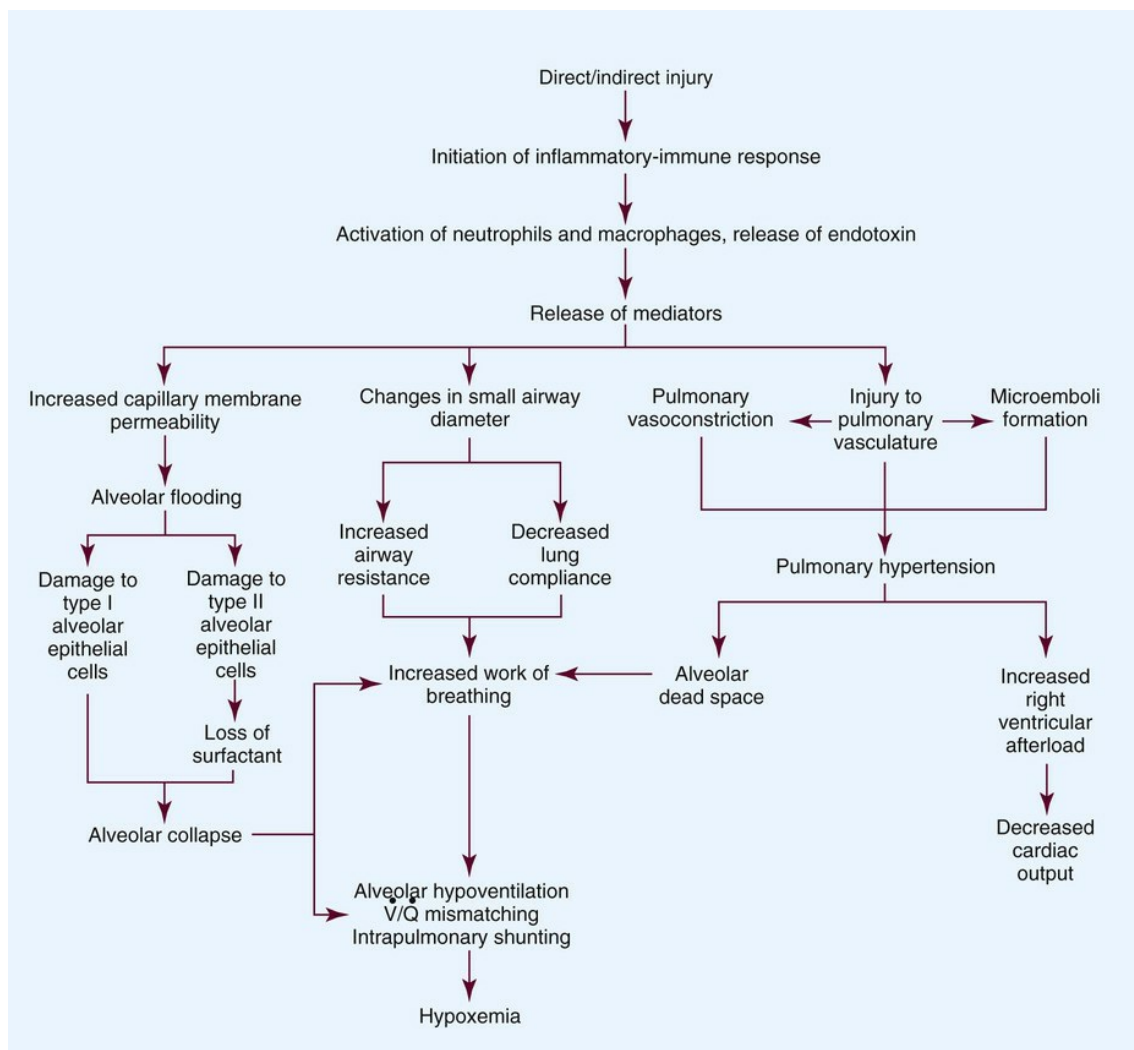 Direct/indirect injury
Initiation of inflammatory-immune response
Activation of neutrophils and macrophages, release of endotoxin
Release of mediators
Increased capillary membrane
permeability
Changes in small airway
diameter
Pulmonary
vasoconstriction
Injury to
pulmonary
vasculature
Microemboli
formation
Alveolar flooding
Increased
airway
resistance
Decreased
lung
compliance
Pulmonary hypertension
Damage to
type I
alveolar
epithelial
cells
Damage to
type II
alveolar
epithelial
cells
Increased work of
breathing
Alveolar
dead space
Increased
right
ventricular
afterload
Loss of
surfactant
Alveolar collapse
Decreased
cardiac
output
Alveolar hypoventilation
V̇/Q̇ mismatching
Intrapulmonary shunting
Hypoxemia